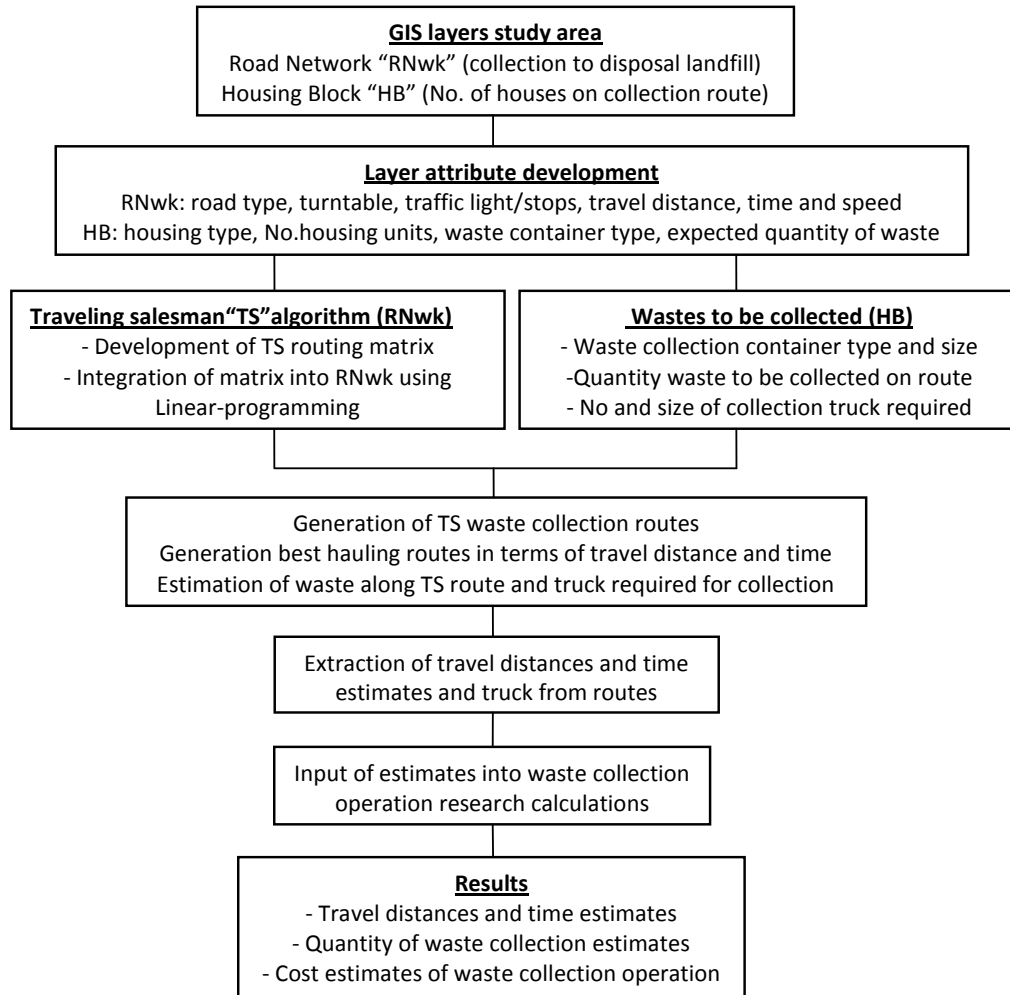 GIS layers study area
Road Network “RNwk” (collection to disposal landfill)
Housing Block “HB” (No. of houses on collection route)
Layer attribute development
RNwk: road type, turntable, traffic light/stops, travel distance, time and speed
HB: housing type, No.housing units, waste container type, expected quantity of waste
Traveling salesman“TS”algorithm (RNwk)
- Development of TS routing matrix
- Integration of matrix into RNwk using
Linear-programming
Wastes to be collected (HB)
- Waste collection container type and size
-Quantity waste to be collected on route
- No and size of collection truck required
Generation of TS waste collection routes
Generation best hauling routes in terms of travel distance and time
Estimation of waste along TS route and truck required for collection
Extraction of travel distances and time
estimates and truck from routes
Input of estimates into waste collection
operation research calculations
Results
- Travel distances and time estimates
- Quantity of waste collection estimates
- Cost estimates of waste collection operation